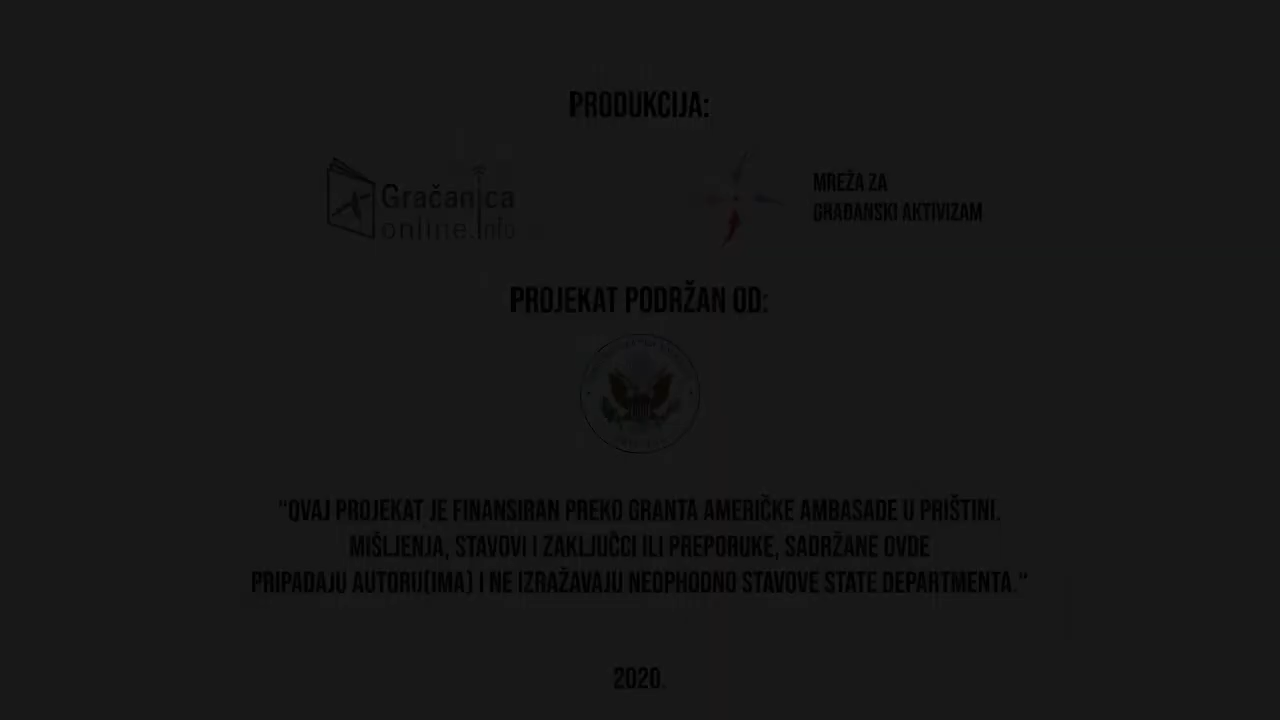 PRODUKCIJA:
Gračanica
online.info
MREŽA ZA
GRAĐANSKI AKTIVIZAM
PROJEKAT PODRŽAN OD:
"OVAJ PROJEKAT JE FINANSIRAN PREKO GRANTA AMERIČKE AMBASADE U PRIŠTINI.
MIŠLJENJA, STAVOVI I ZAKLJUČCI ILI PREPORUKE, SADRŽANE OVDE
PRIPADAJU AUTORU(IMA) I NE IZRAŽAVAJU NEOPHODNO STAVOVE STATE DEPARTMENTA."
2020.